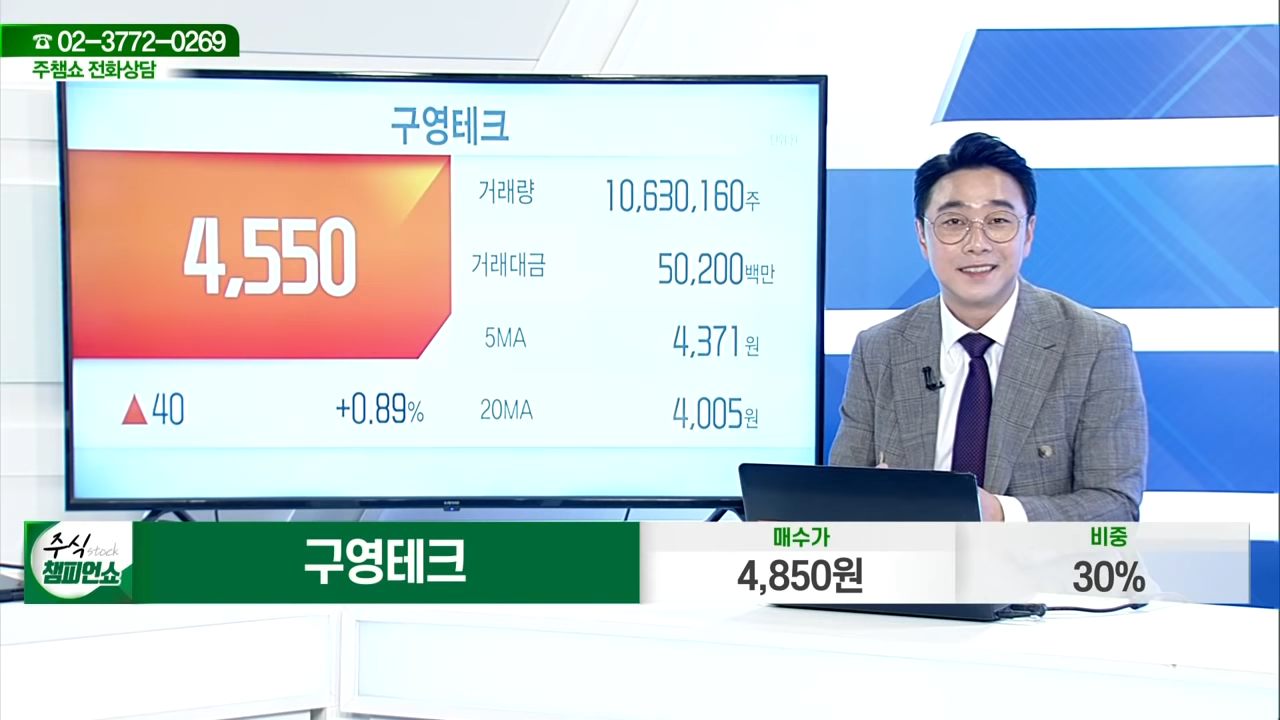 ☎ 02-3772-0269
주챔쇼 전화상담
구영테크
4,550
▲40 +0.89%
거래량 10,630,160주
거래대금 50,200백만
5MA 4,371원
20MA 4,005원
주식 stock
챔피언쇼
구영테크
매수가 비중
4,850원 30%